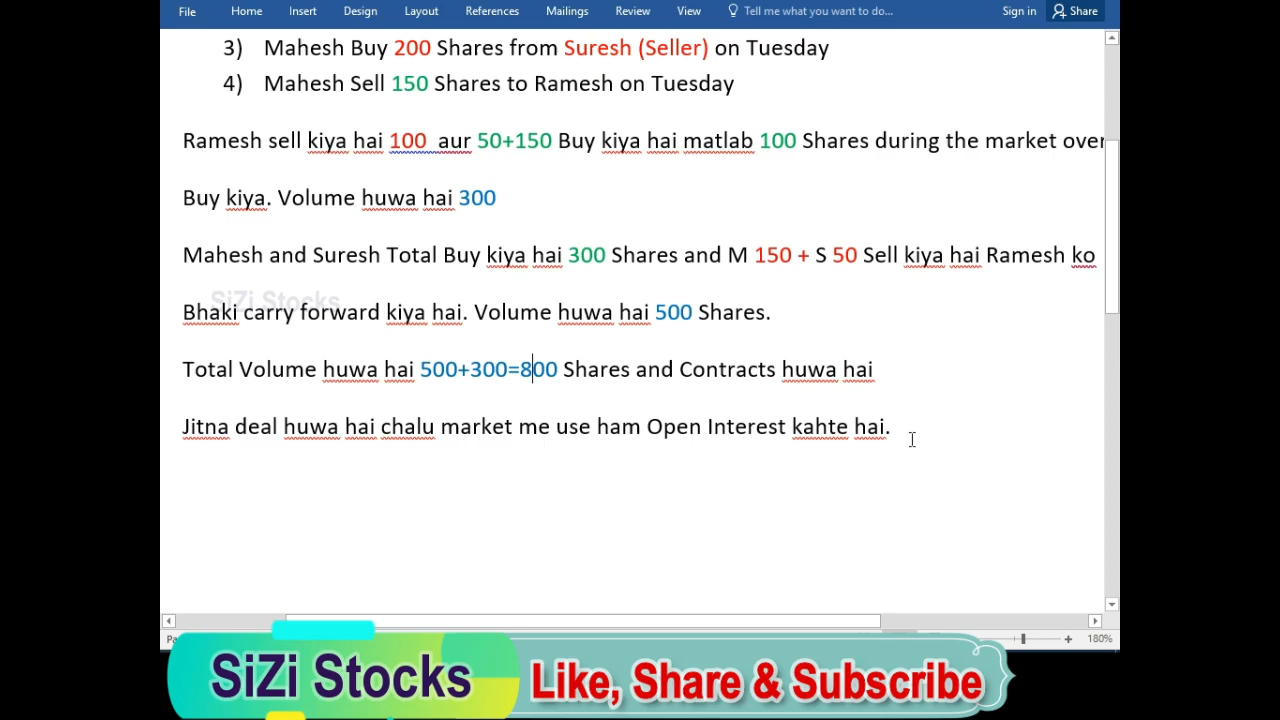 File Home Insert Design Layout References Mailings Review View Tell me what you want to do... Sign in Share
3) Mahesh Buy 200 Shares from Suresh (Seller) on Tuesday
4) Mahesh Sell 150 Shares to Ramesh on Tuesday
Ramesh sell kiya hai 100 aur 50+150 Buy kiya hai matlab 100 Shares during the market over
Buy kiya. Volume huwa hai 300
Mahesh and Suresh Total Buy kiya hai 300 Shares and M 150 + S 50 Sell kiya hai Ramesh ko
SiZi Stocks
Bhaki carry forward kiya hai. Volume huwa hai 500 Shares.
Total Volume huwa hai 500+300=800 Shares and Contracts huwa hai
Jitna deal huwa hai chalu market me use ham Open Interest kahte hai.
180%
SiZi Stocks Like, Share & Subscribe